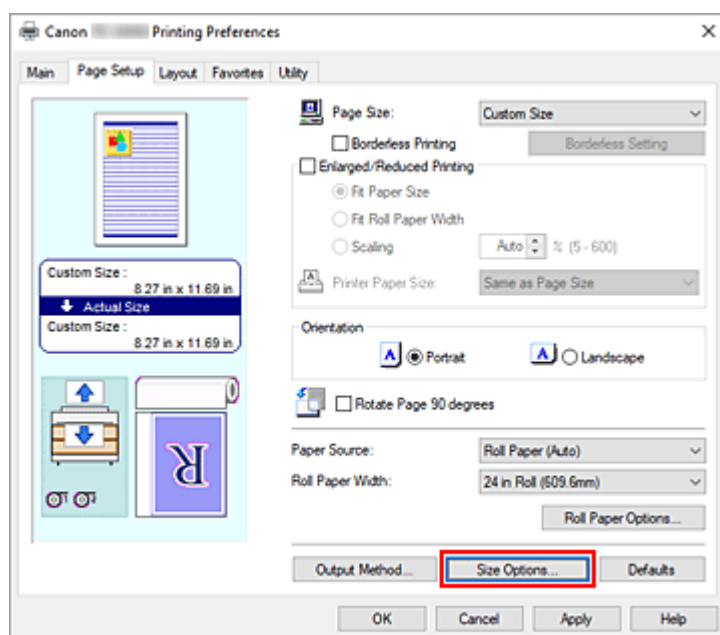 Canon Printing Preferences
Main Page Setup Layout Favorites Utility
Page Size: Custom Size
Borderless Printing Borderless Setting
Enlarged/Reduced Printing
Fit Paper Size
Fit Roll Paper Width
Scaling Auto % (5 - 600)
Printer Paper Size: Same as Page Size
Custom Size :
8.27 in x 11.69 in
Actual Size
Custom Size :
8.27 in x 11.69 in
Orientation
A Portrait A Landscape
Rotate Page 90 degrees
Paper Source: Roll Paper (Auto)
Roll Paper Width: 24 in Roll (609.6mm)
R
Roll Paper Options...
Output Method... Size Options... Defaults
OK Cancel Apply Help